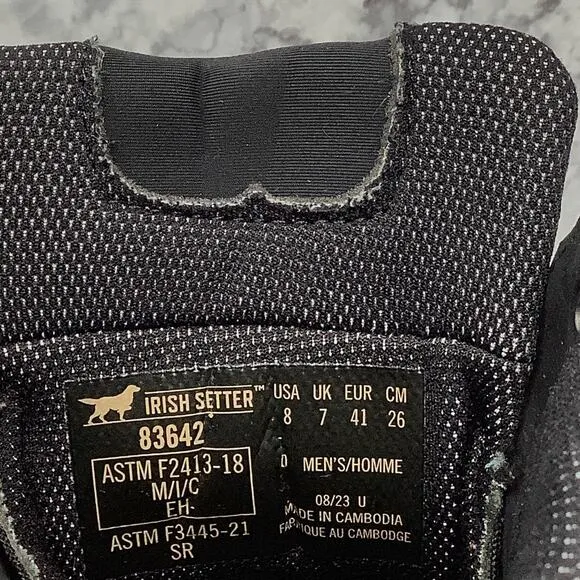 IRISH SETTER™
83642
ASTM F2413-18
M/I/C
EH
ASTM F3445-21
SR
USA UK EUR CM
8 7 41 26
D MEN'S/HOMME
08/23 U
MADE IN CAMBODIA
FABRIQUE AU CAMBODGE